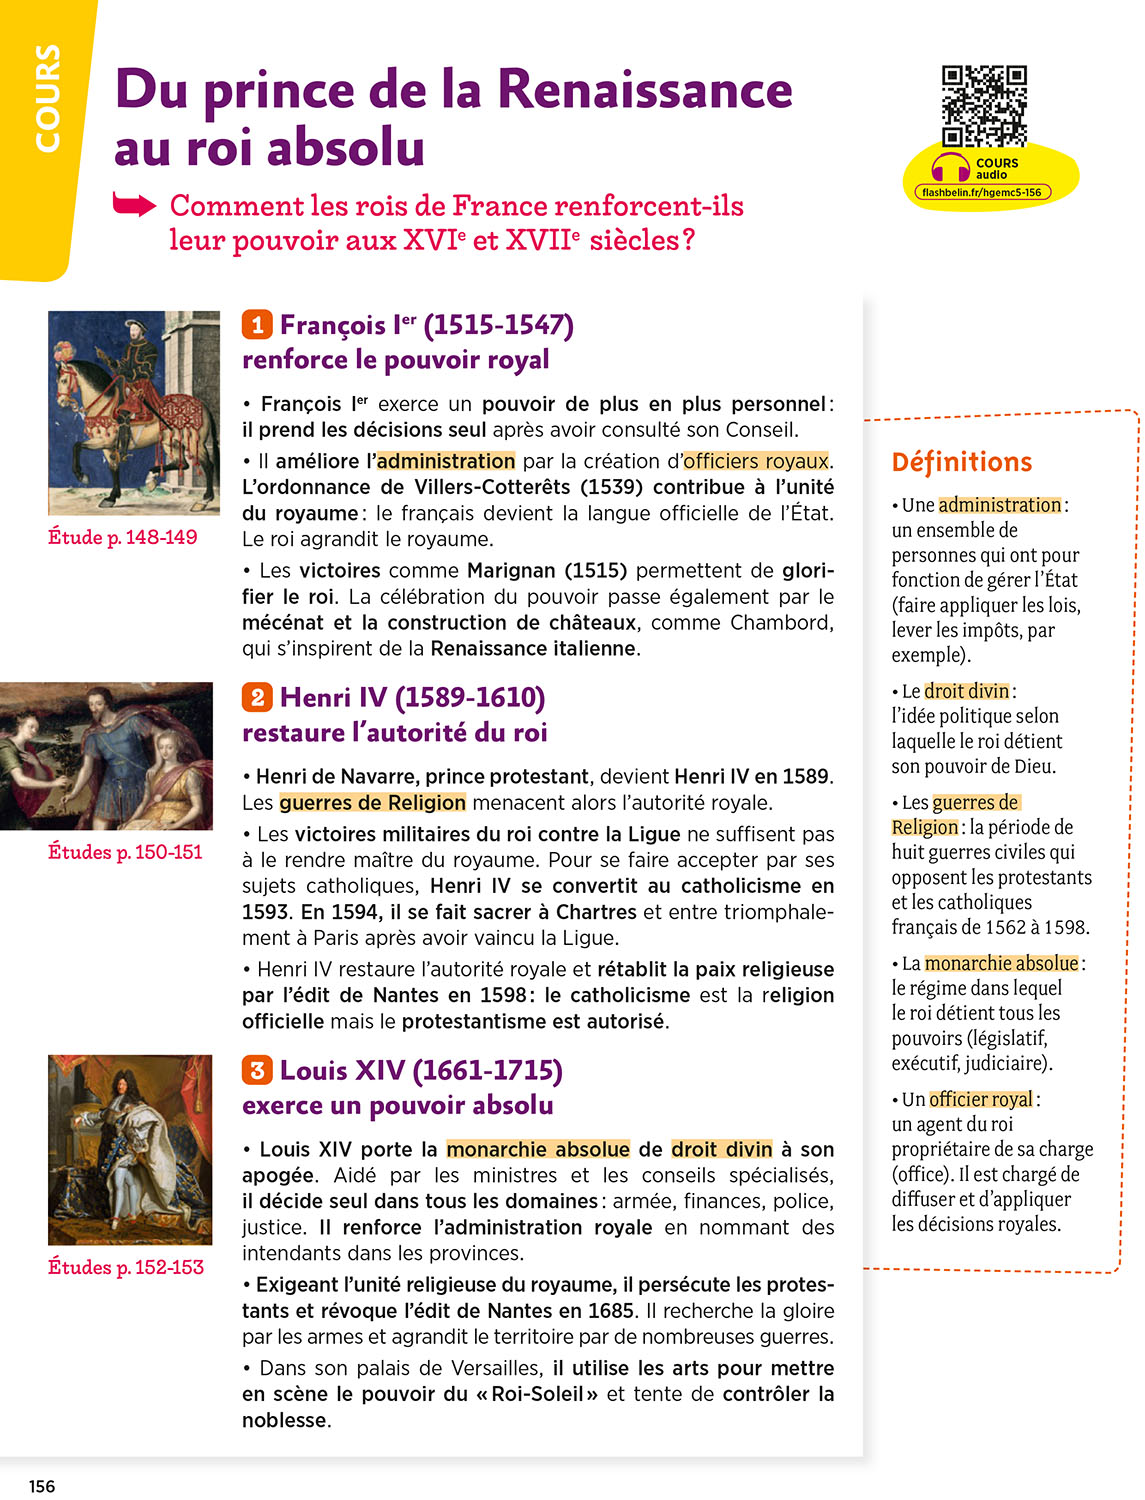 COURS
Du prince de la Renaissance
au roi absolu
Comment les rois de France renforcent-ils
leur pouvoir aux XVIe et XVIIe siècles ?
COURS
audio
flashbelin.fr/hgemc5-156
1 François Ier (1515-1547)
renforce le pouvoir royal
• François Ier exerce un pouvoir de plus en plus personnel :
il prend les décisions seul après avoir consulté son Conseil.
• Il améliore l'administration par la création d'officiers royaux.
L'ordonnance de Villers-Cotterêts (1539) contribue à l'unité
du royaume : le français devient la langue officielle de l'État.
Le roi agrandit le royaume.
• Les victoires comme Marignan (1515) permettent de glori-
fier le roi. La célébration du pouvoir passe également par le
mécénat et la construction de châteaux, comme Chambord,
qui s'inspirent de la Renaissance italienne.
Étude p. 148-149
2 Henri IV (1589-1610)
restaure l'autorité du roi
• Henri de Navarre, prince protestant, devient Henri IV en 1589.
Les guerres de Religion menacent alors l'autorité royale.
• Les victoires militaires du roi contre la Ligue ne suffisent pas
à le rendre maître du royaume. Pour se faire accepter par ses
sujets catholiques, Henri IV se convertit au catholicisme en
1593. En 1594, il se fait sacrer à Chartres et entre triomphale-
ment à Paris après avoir vaincu la Ligue.
• Henri IV restaure l'autorité royale et rétablit la paix religieuse
par l'édit de Nantes en 1598 : le catholicisme est la religion
officielle mais le protestantisme est autorisé.
Études p. 150-151
3 Louis XIV (1661-1715)
exerce un pouvoir absolu
• Louis XIV porte la monarchie absolue de droit divin à son
apogée. Aidé par les ministres et les conseils spécialisés,
il décide seul dans tous les domaines : armée, finances, police,
justice. Il renforce l'administration royale en nommant des
intendants dans les provinces.
• Exigeant l'unité religieuse du royaume, il persécute les protes-
tants et révoque l'édit de Nantes en 1685. Il recherche la gloire
par les armes et agrandit le territoire par de nombreuses guerres.
• Dans son palais de Versailles, il utilise les arts pour mettre
en scène le pouvoir du « Roi-Soleil » et tente de contrôler la
noblesse.
Études p. 152-153
Définitions
• Une administration :
un ensemble de
personnes qui ont pour
fonction de gérer l'État
(faire appliquer les lois,
lever les impôts, par
exemple).
• Le droit divin :
l'idée politique selon
laquelle le roi détient
son pouvoir de Dieu.
• Les guerres de
Religion : la période de
huit guerres civiles qui
opposent les protestants
et les catholiques
français de 1562 à 1598.
• La monarchie absolue :
le régime dans lequel
le roi détient tous les
pouvoirs (législatif,
exécutif, judiciaire).
• Un officier royal :
un agent du roi
propriétaire de sa charge
(office). Il est chargé de
diffuser et d'appliquer
les décisions royales.
156